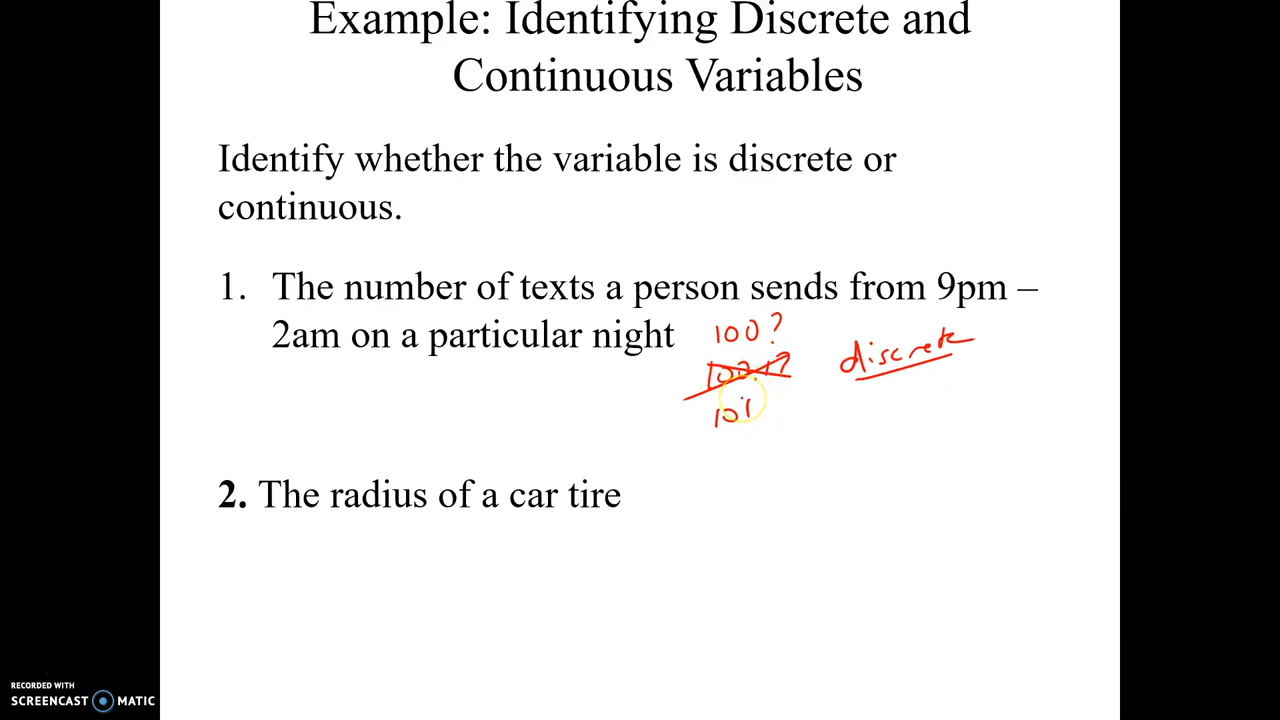 Example: Identifying Discrete and
Continuous Variables
Identify whether the variable is discrete or
continuous.
1. The number of texts a person sends from 9pm –
2am on a particular night
100?
discrete
101
2. The radius of a car tire
RECORDED WITH
SCREENCAST MATIC